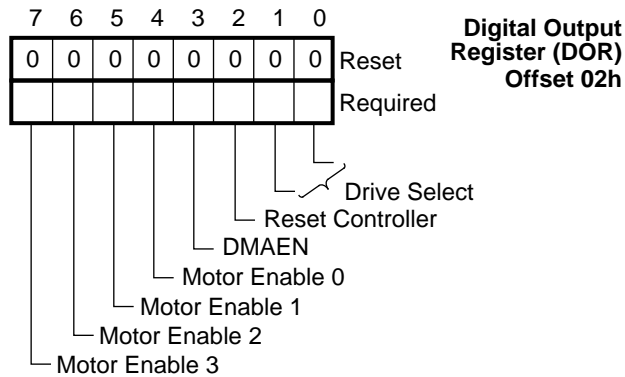 7 6 5 4 3 2 1 0
Digital Output
Register (DOR)
Offset 02h
0 0 0 0 0 0 0 0 Reset
Required
Drive Select
Reset Controller
DMAEN
Motor Enable 0
Motor Enable 1
Motor Enable 2
Motor Enable 3